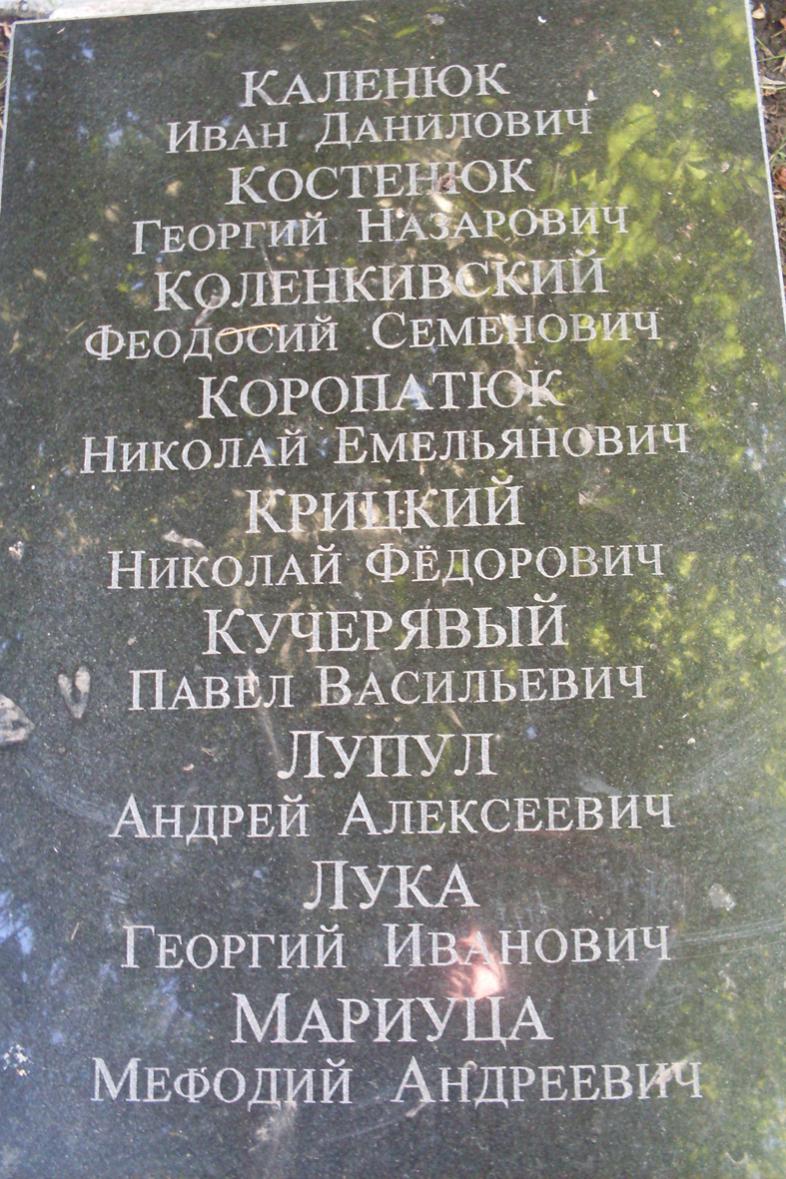 КАЛЕНЮК
ИВАН ДАНИЛОВИЧ
КОСТЕНЮК
ГЕОРГИЙ НАЗАРОВИЧ
КОЛЕНКИВСКИЙ
ФЕОДОСИЙ СЕМЕНОВИЧ
КОРОПАТЮК
НИКОЛАЙ ЕМЕЛЬЯНОВИЧ
КРИЦКИЙ
НИКОЛАЙ ФЁДОРОВИЧ
КУЧЕРЯВЫЙ
ПАВЕЛ ВАСИЛЬЕВИЧ
ЛУПУЛ
АНДРЕЙ АЛЕКСЕЕВИЧ
ЛУКА
ГЕОРГИЙ ИВАНОВИЧ
МАРИУЦА
МЕФОДИЙ АНДРЕЕВИЧ